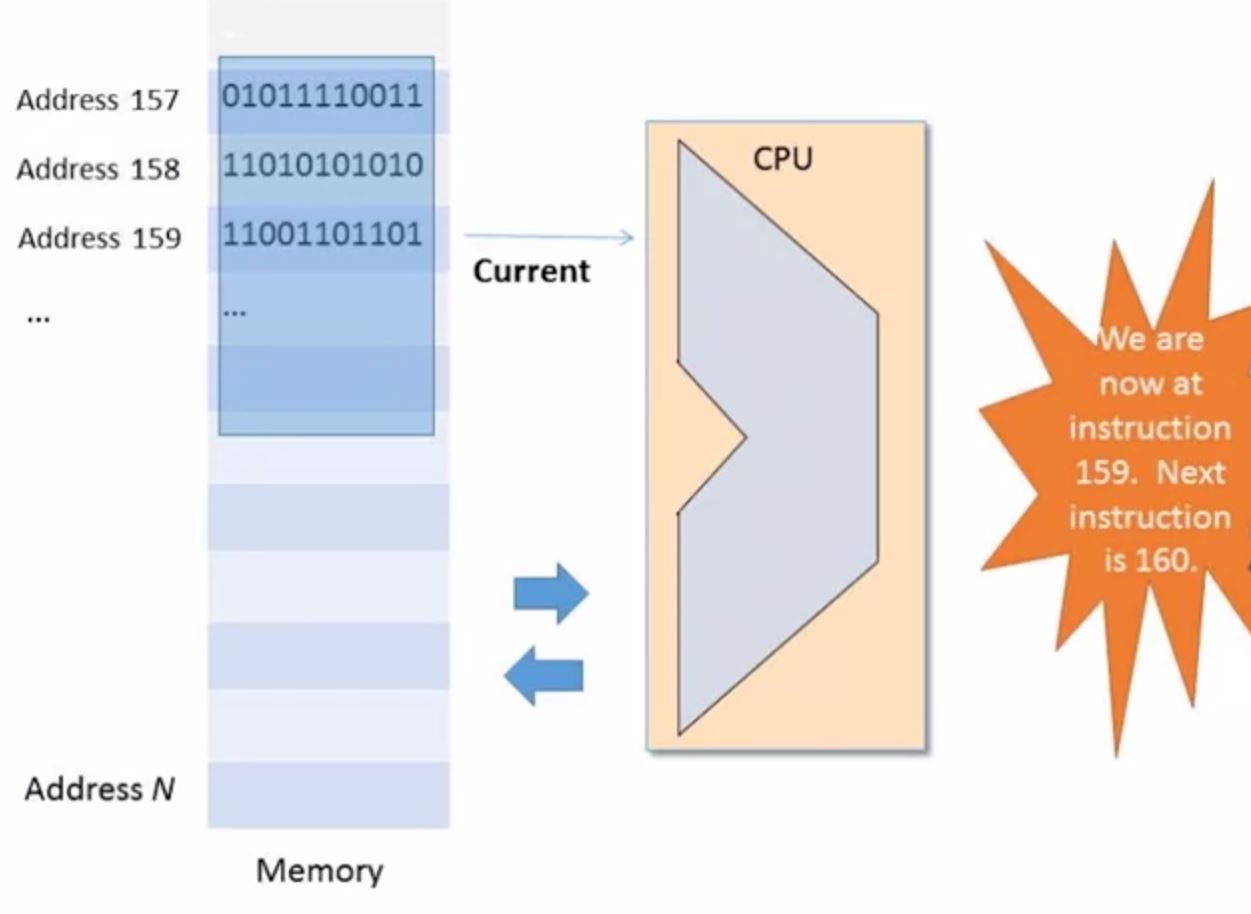 Address 157 01011110011
Address 158 11010101010
Address 159 11001101101
Current
... ...
Address N
Memory
CPU
We are
now at
instruction
159. Next
instruction
is 160.